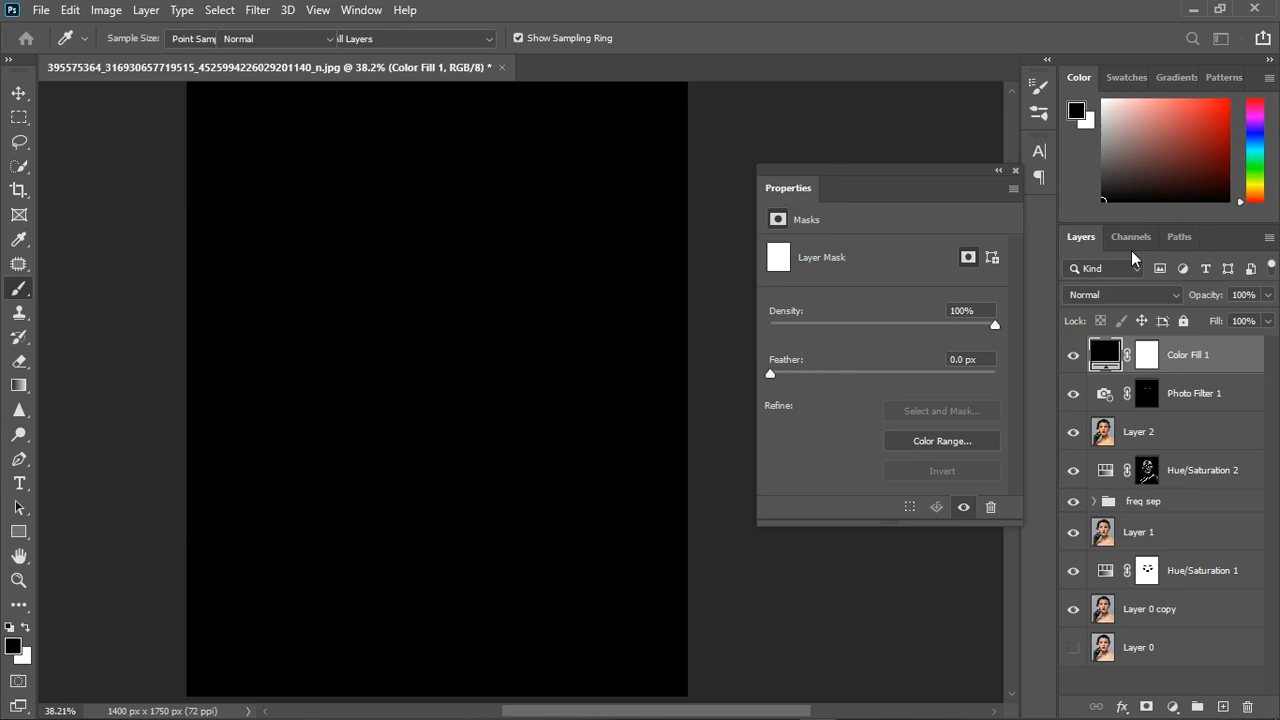 Ps File Edit Image Layer Type Select Filter 3D View Window Help
Sample Size: Point Samp Normal All Layers Show Sampling Ring
395575364_316930657719515_4525994226029201140_n.jpg @ 38.2% (Color Fill 1, RGB/8) *
Color Swatches Gradients Patterns
Properties
Masks
Layer Mask
Density: 100%
Feather: 0.0 px
Refine: Select and Mask...
Color Range...
Invert
Layers Channels Paths
Kind
Normal Opacity: 100%
Lock: Fill: 100%
Color Fill 1
Photo Filter 1
Layer 2
Hue/Saturation 2
freq sep
Layer 1
Hue/Saturation 1
Layer 0 copy
Layer 0
38.21% 1400 px x 1750 px (72 ppi)